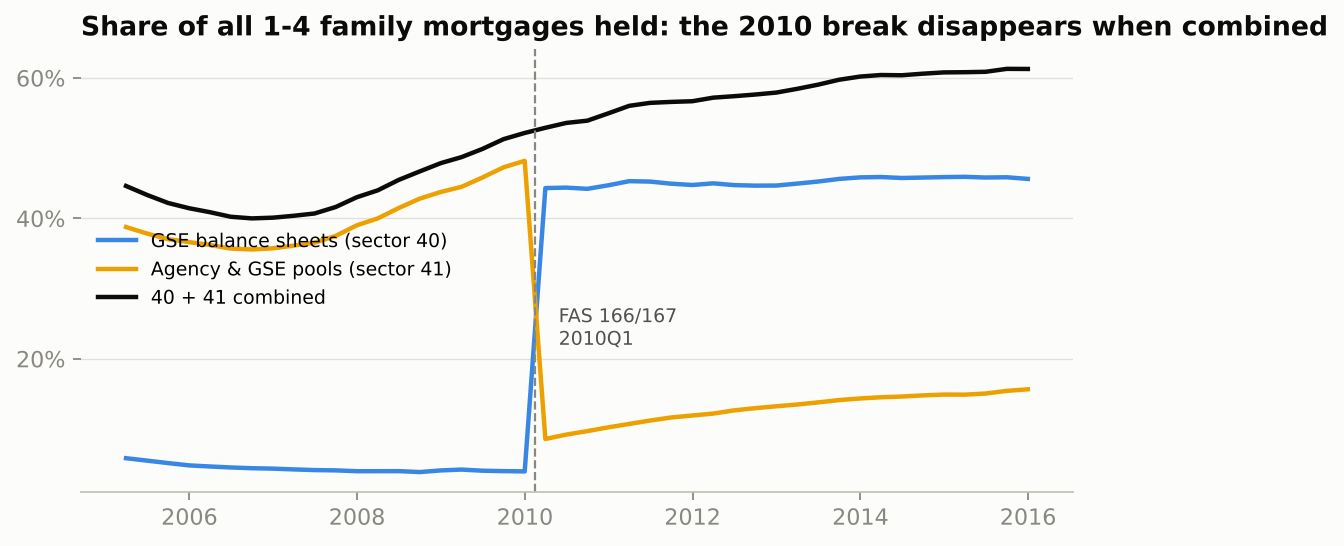 Share of all 1-4 family mortgages held: the 2010 break disappears when combined
60%
40%
20%
GSE balance sheets (sector 40)
Agency & GSE pools (sector 41)
40 + 41 combined
FAS 166/167
2010Q1
2006
2008
2010
2012
2014
2016